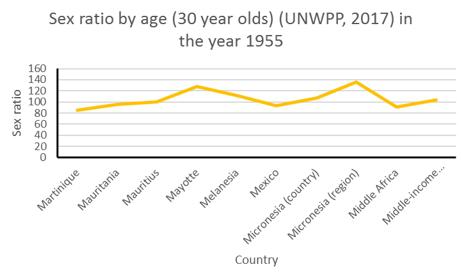 Sex ratio by age (30 year olds) (UNWPP, 2017) in
the year 1955
160
140
120
100
80
60
40
20
0
Sex ratio
Martinique
Mauritania
Mauritius
Mayotte
Melanesia
Mexico
Micronesia (country)
Micronesia (region)
Middle Africa
Middle-income...
Country